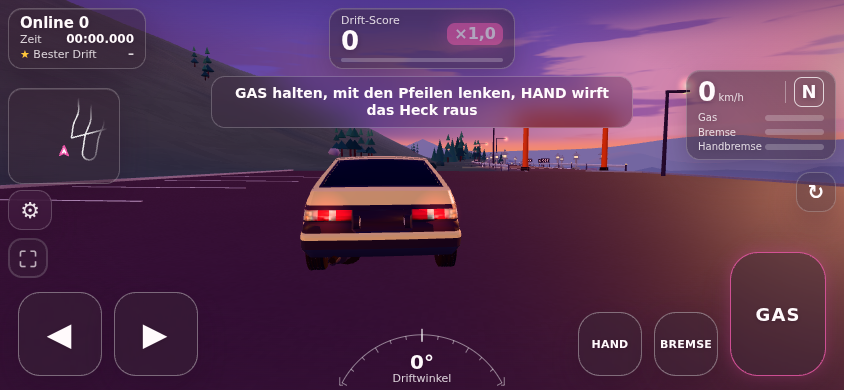 Online 0
Zeit 00:00.000
★ Bester Drift –
Drift-Score
0
×1,0
GAS halten, mit den Pfeilen lenken, HAND wirft
das Heck raus
0 km/h N
Gas
Bremse
Handbremse
HAND
BREMSE
GAS
0°
Driftwinkel